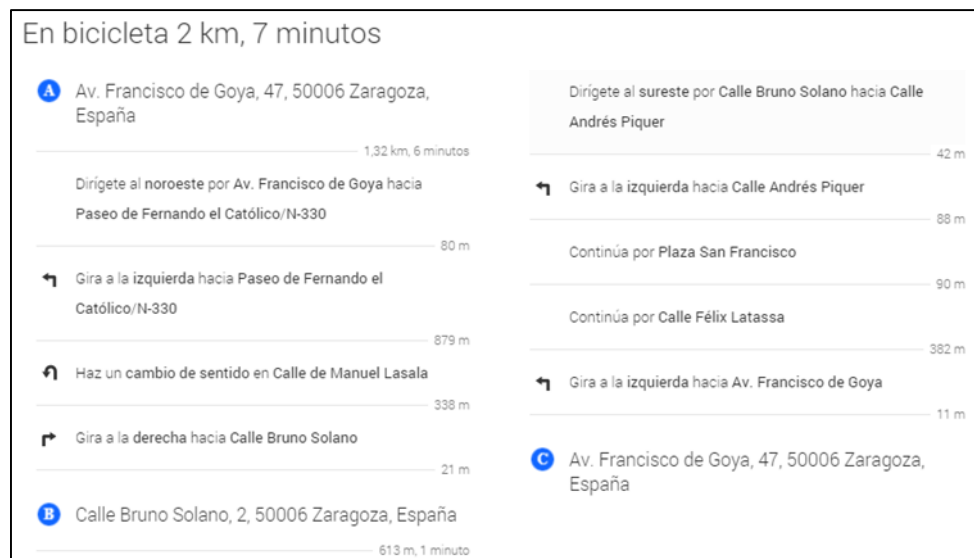 En bicicleta 2 km, 7 minutos
A
Av. Francisco de Goya, 47, 50006 Zaragoza,
España
1,32 km, 6 minutos
Dirígete al noroeste por Av. Francisco de Goya hacia
Paseo de Fernando el Católico/N-330
80 m
Gira a la izquierda hacia Paseo de Fernando el
Católico/N-330
879 m
Haz un cambio de sentido en Calle de Manuel Lasala
338 m
Gira a la derecha hacia Calle Bruno Solano
21 m
B
Calle Bruno Solano, 2, 50006 Zaragoza, España
613 m, 1 minuto
Dirígete al sureste por Calle Bruno Solano hacia Calle
Andrés Piquer
42 m
Gira a la izquierda hacia Calle Andrés Piquer
88 m
Continúa por Plaza San Francisco
90 m
Continúa por Calle Félix Latassa
382 m
Gira a la izquierda hacia Av. Francisco de Goya
11 m
C
Av. Francisco de Goya, 47, 50006 Zaragoza,
España